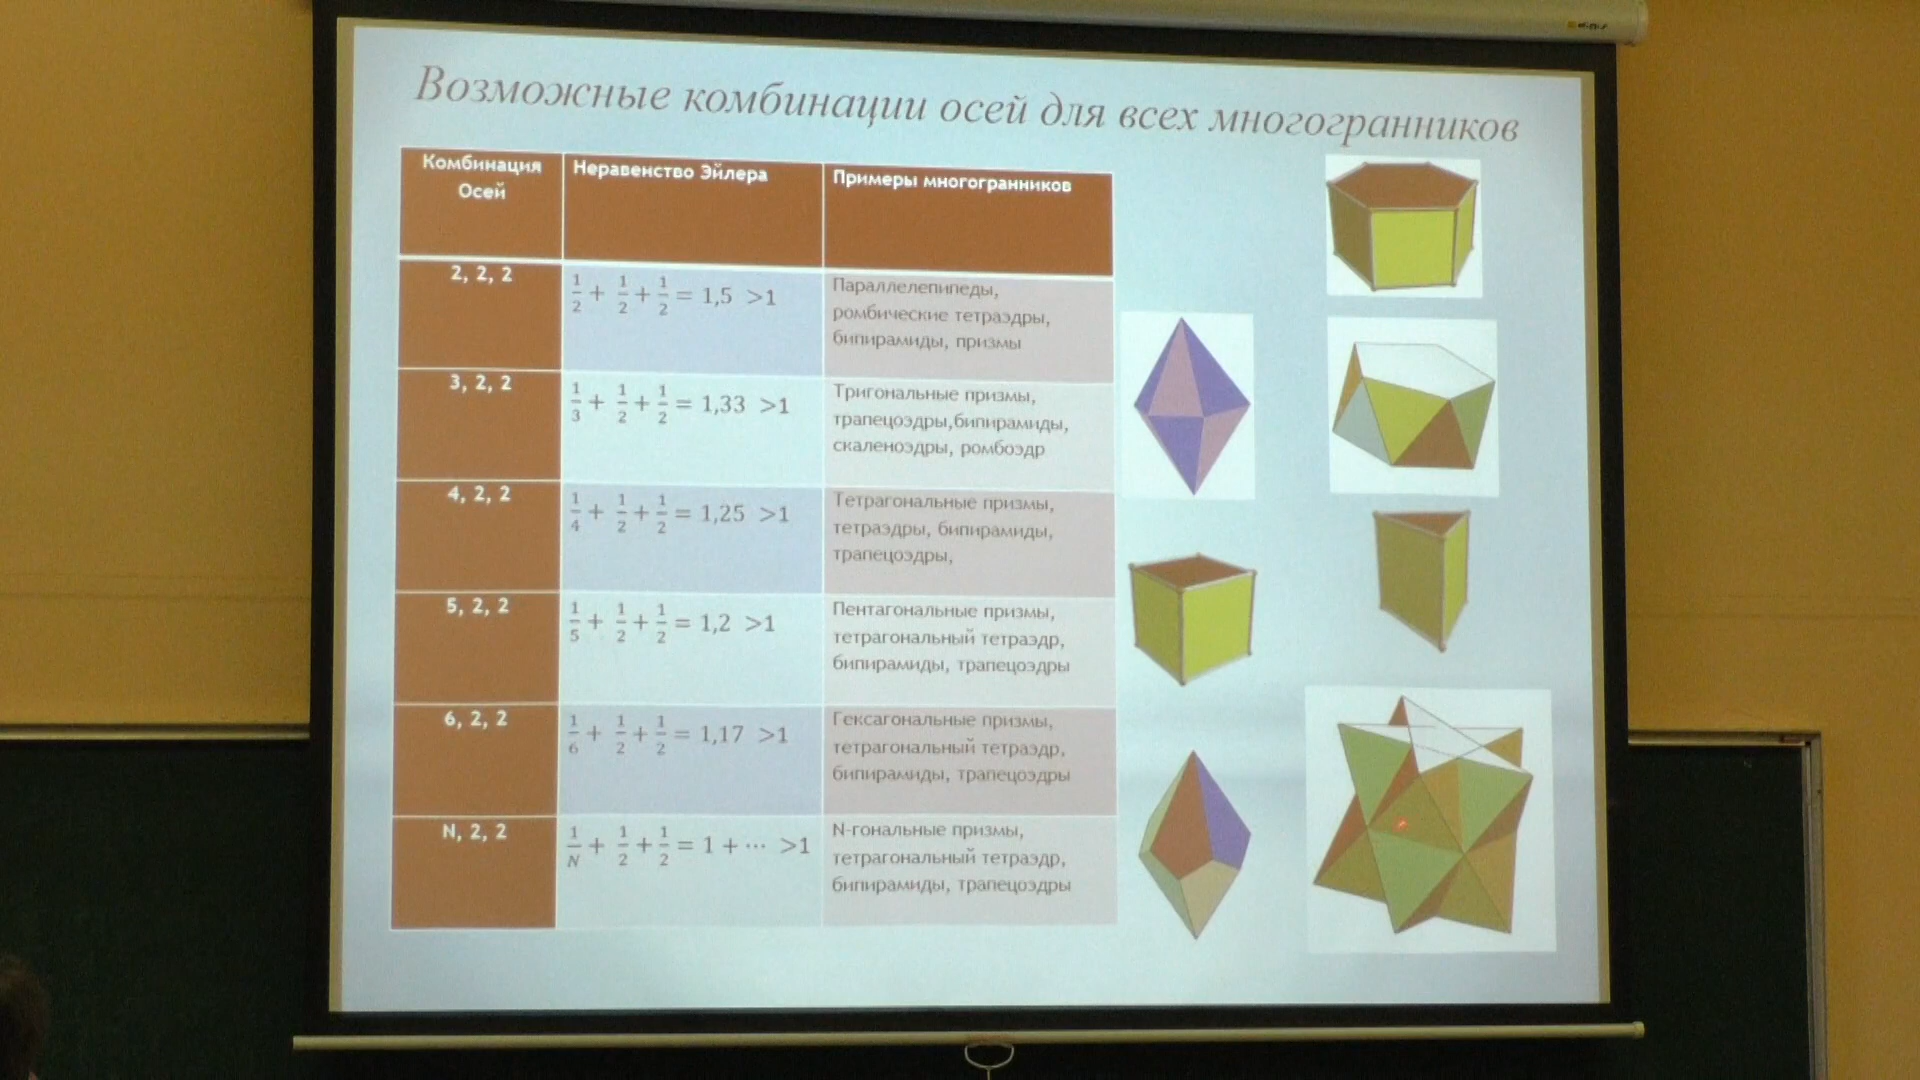 Возможные комбинации осей для всех многогранников
Комбинация
Осей
Неравенство Эйлера
Примеры многогранников
2, 2, 2
1/2 + 1/2 + 1/2 = 1,5 >1
Параллелепипеды,
ромбические тетраэдры,
бипирамиды, призмы
3, 2, 2
1/3 + 1/2 + 1/2 = 1,33 >1
Тригональные призмы,
трапецоэдры,бипирамиды,
скаленоэдры, ромбоэдр
4, 2, 2
1/4 + 1/2 + 1/2 = 1,25 >1
Тетрагональные призмы,
тетраэдры, бипирамиды,
трапецоэдры,
5, 2, 2
1/5 + 1/2 + 1/2 = 1,2 >1
Пентагональные призмы,
тетрагональный тетраэдр,
бипирамиды, трапецоэдры
6, 2, 2
1/6 + 1/2 + 1/2 = 1,17 >1
Гексагональные призмы,
тетрагональный тетраэдр,
бипирамиды, трапецоэдры
N, 2, 2
1/N + 1/2 + 1/2 = 1 + ⋯ >1
N-гональные призмы,
тетрагональный тетраэдр,
бипирамиды, трапецоэдры